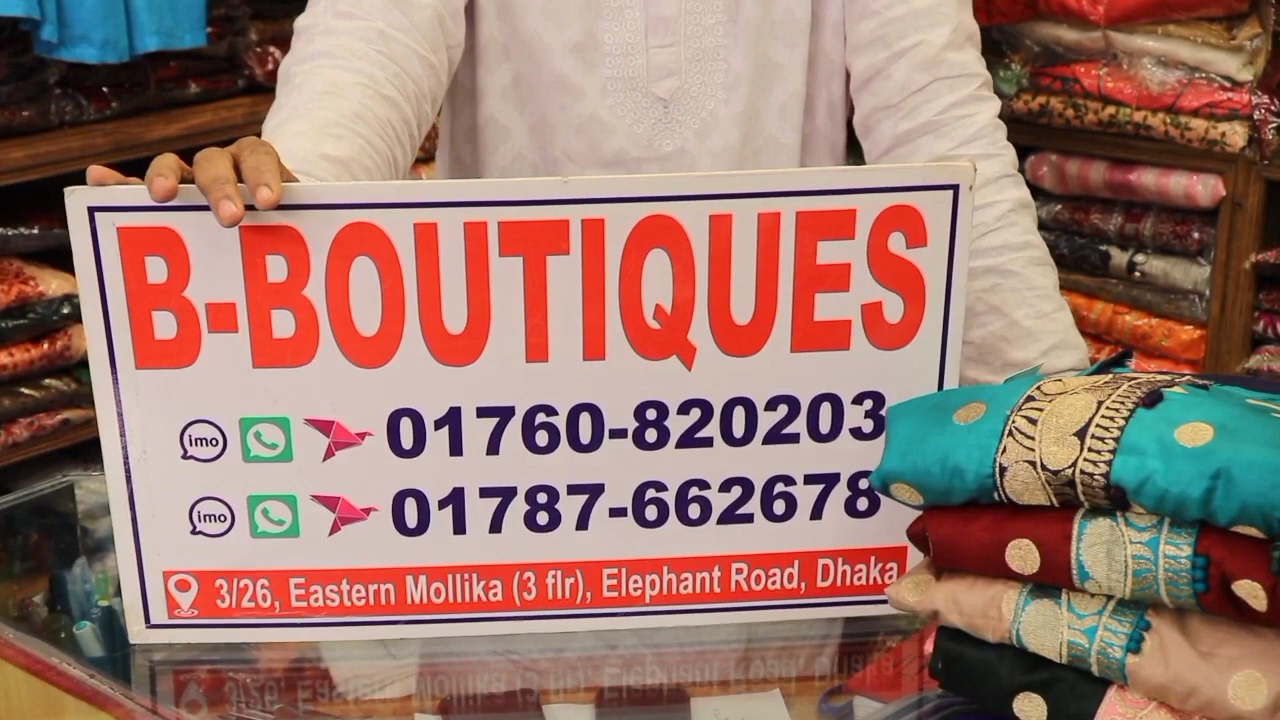 B-BOUTIQUES
imo 01760-820203
imo 01787-662678
3/26, Eastern Mollika (3 flr), Elephant Road, Dhaka